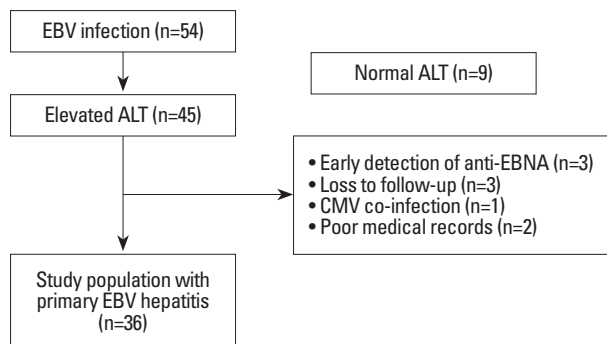 EBV infection (n=54)
Normal ALT (n=9)
Elevated ALT (n=45)
• Early detection of anti-EBNA (n=3)
• Loss to follow-up (n=3)
• CMV co-infection (n=1)
• Poor medical records (n=2)
Study population with
primary EBV hepatitis
(n=36)